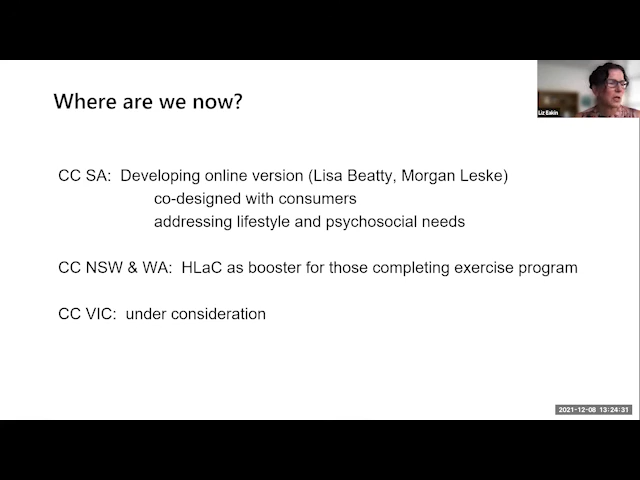 Where are we now?
Liz Eakin
CC SA: Developing online version (Lisa Beatty, Morgan Leske)
co-designed with consumers
addressing lifestyle and psychosocial needs
CC NSW & WA: HLaC as booster for those completing exercise program
CC VIC: under consideration
2021-12-08 13:24:31